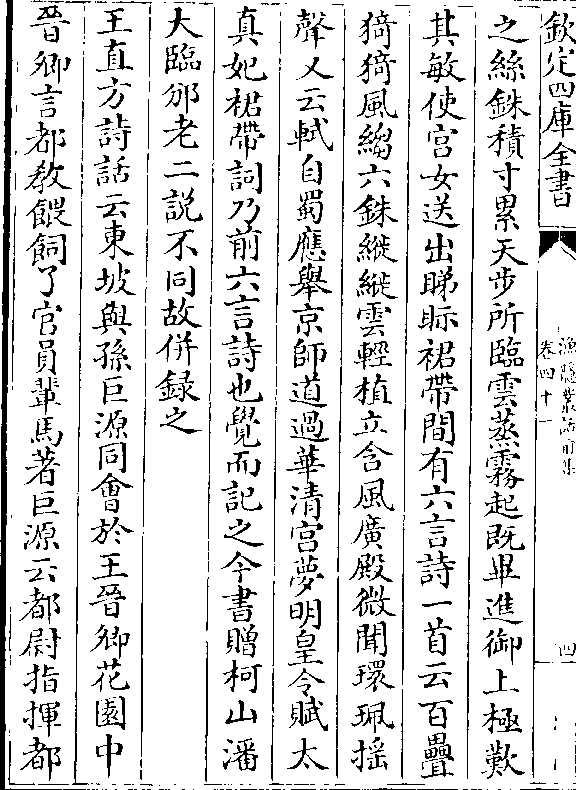 欽定四庫全書
漁隱叢話前集
卷四十一
四
之絲銖積寸累天步所臨雲蒸霧起既畢進御上極歎
其敏使宮女送出睇眎裙帶間有六言詩一首云百疊
猗猗風縐六銖縰縰雲輕植立含風廣殿微聞環珮搖
聲又云軾自蜀應舉京師道過華清宮夢明皇令賦太
真妃裙帶詞乃前六言詩也覺而記之今書贈柯山潘
大臨邠老二說不同故併録之
王直方詩話云東坡與孫巨源同會於王晉卿花園中
晉卿言都教餵飼了官員輩馬著巨源云都尉指揮都